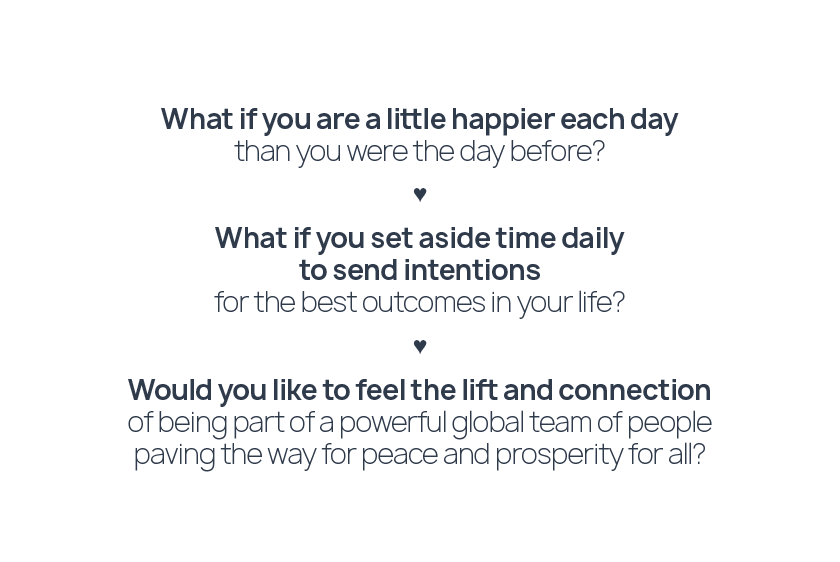 What if you are a little happier each day
than you were the day before?
♥
What if you set aside time daily
to send intentions
for the best outcomes in your life?
♥
Would you like to feel the lift and connection
of being part of a powerful global team of people
paving the way for peace and prosperity for all?